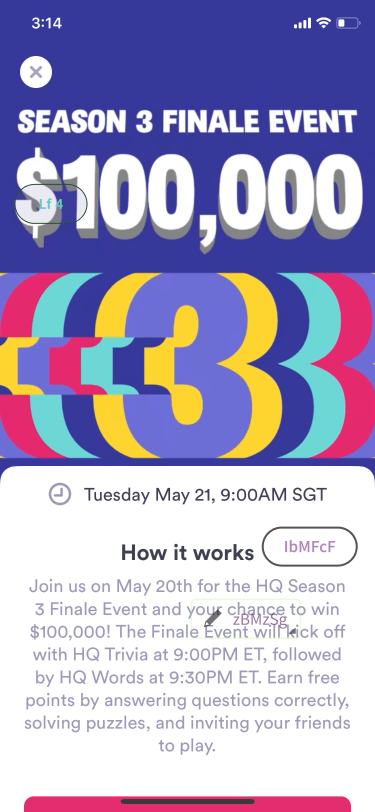 3:14
SEASON 3 FINALE EVENT
$100,000
Lf 4
3
Tuesday May 21, 9:00AM SGT
How it works
IbMFcF
Join us on May 20th for the HQ Season
3 Finale Event and your chance to win
zBMzSg
$100,000! The Finale Event will kick off
with HQ Trivia at 9:00PM ET, followed
by HQ Words at 9:30PM ET. Earn free
points by answering questions correctly,
solving puzzles, and inviting your friends
to play.